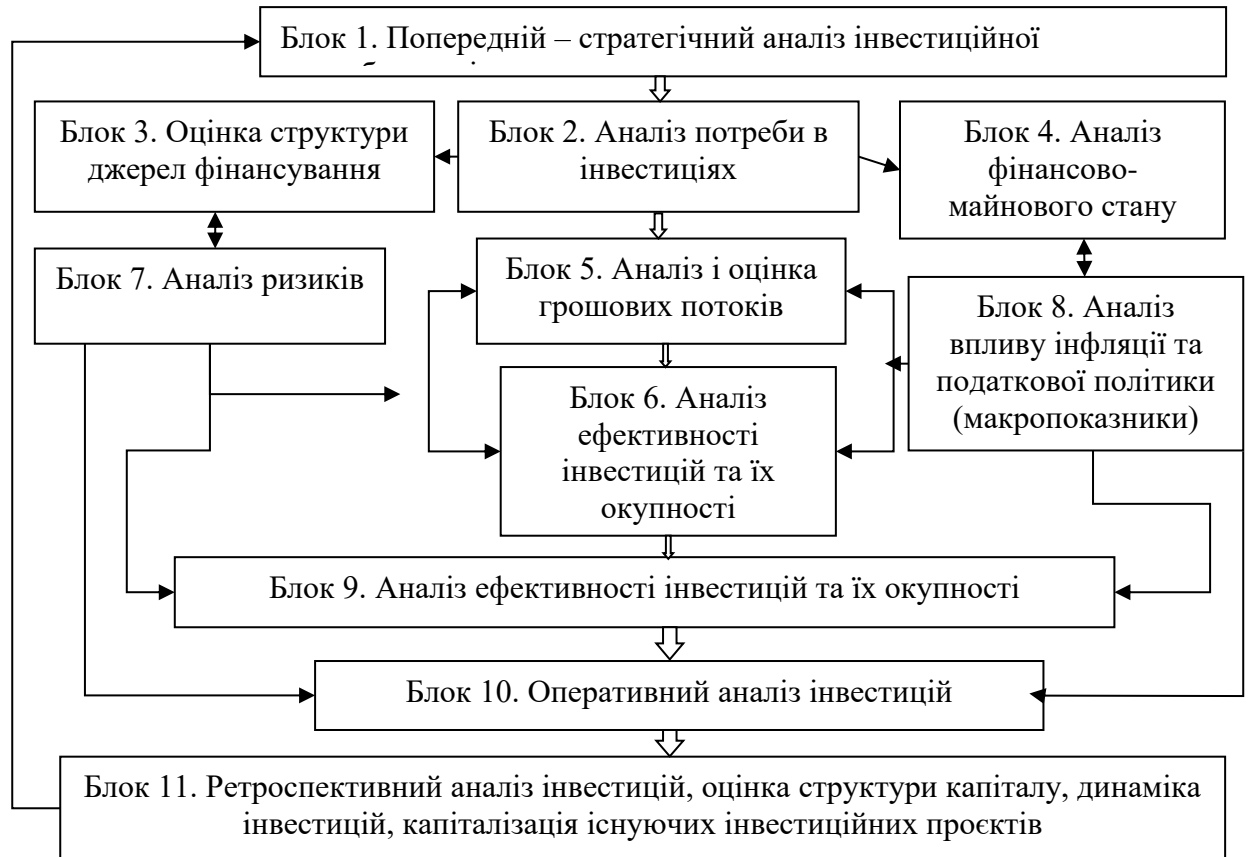 Блок 1. Попередній – стратегічний аналіз інвестиційної
Блок 3. Оцінка структури
джерел фінансування
Блок 2. Аналіз потреби в
інвестиціях
Блок 4. Аналіз
фінансово-
майнового стану
Блок 7. Аналіз ризиків
Блок 5. Аналіз і оцінка
грошових потоків
Блок 8. Аналіз
впливу інфляції та
податкової політики
(макропоказники)
Блок 6. Аналіз
ефективності
інвестицій та їх
окупності
Блок 9. Аналіз ефективності інвестицій та їх окупності
Блок 10. Оперативний аналіз інвестицій
Блок 11. Ретроспективний аналіз інвестицій, оцінка структури капіталу, динаміка
інвестицій, капіталізація існуючих інвестиційних проєктів